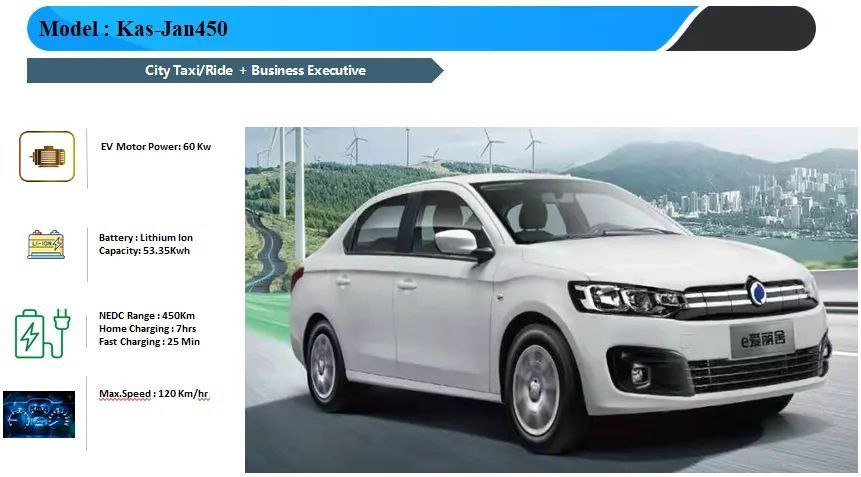 Model : Kas-Jan450
City Taxi/Ride + Business Executive
EV Motor Power: 60 Kw
LI-ION
Battery : Lithium Ion
Capacity: 53.35Kwh
NEDC Range : 450Km
Home Charging : 7hrs
Fast Charging : 25 Min
Max.Speed : 120 Km/hr
e爱丽舍